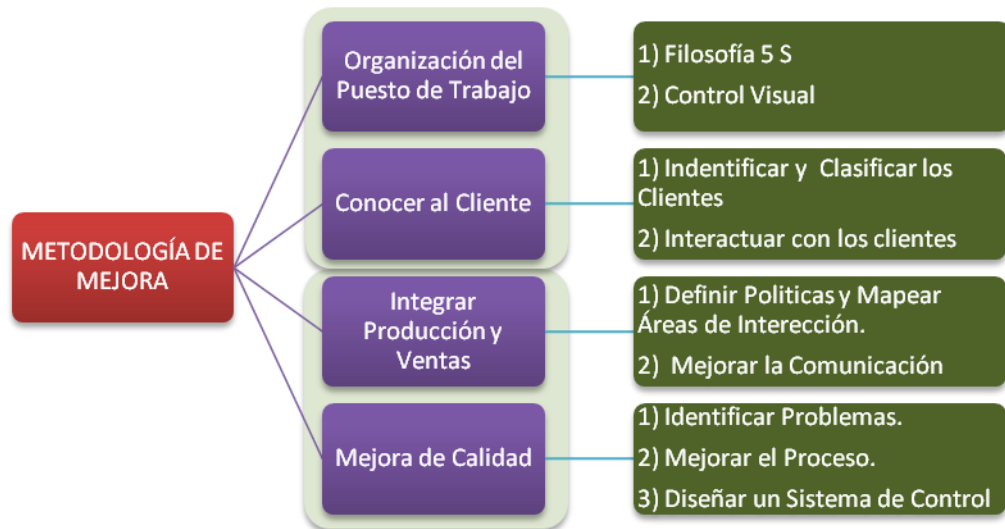 METODOLOGÍA DE
MEJORA
Organización del
Puesto de Trabajo
1) Filosofía 5 S
2) Control Visual
Conocer al Cliente
1) Indentificar y Clasificar los
Clientes
2) Interactuar con los clientes
Integrar
Producción y
Ventas
1) Definir Politicas y Mapear
Áreas de Interección.
2) Mejorar la Comunicación
Mejora de Calidad
1) Identificar Problemas.
2) Mejorar el Proceso.
3) Diseñar un Sistema de Control